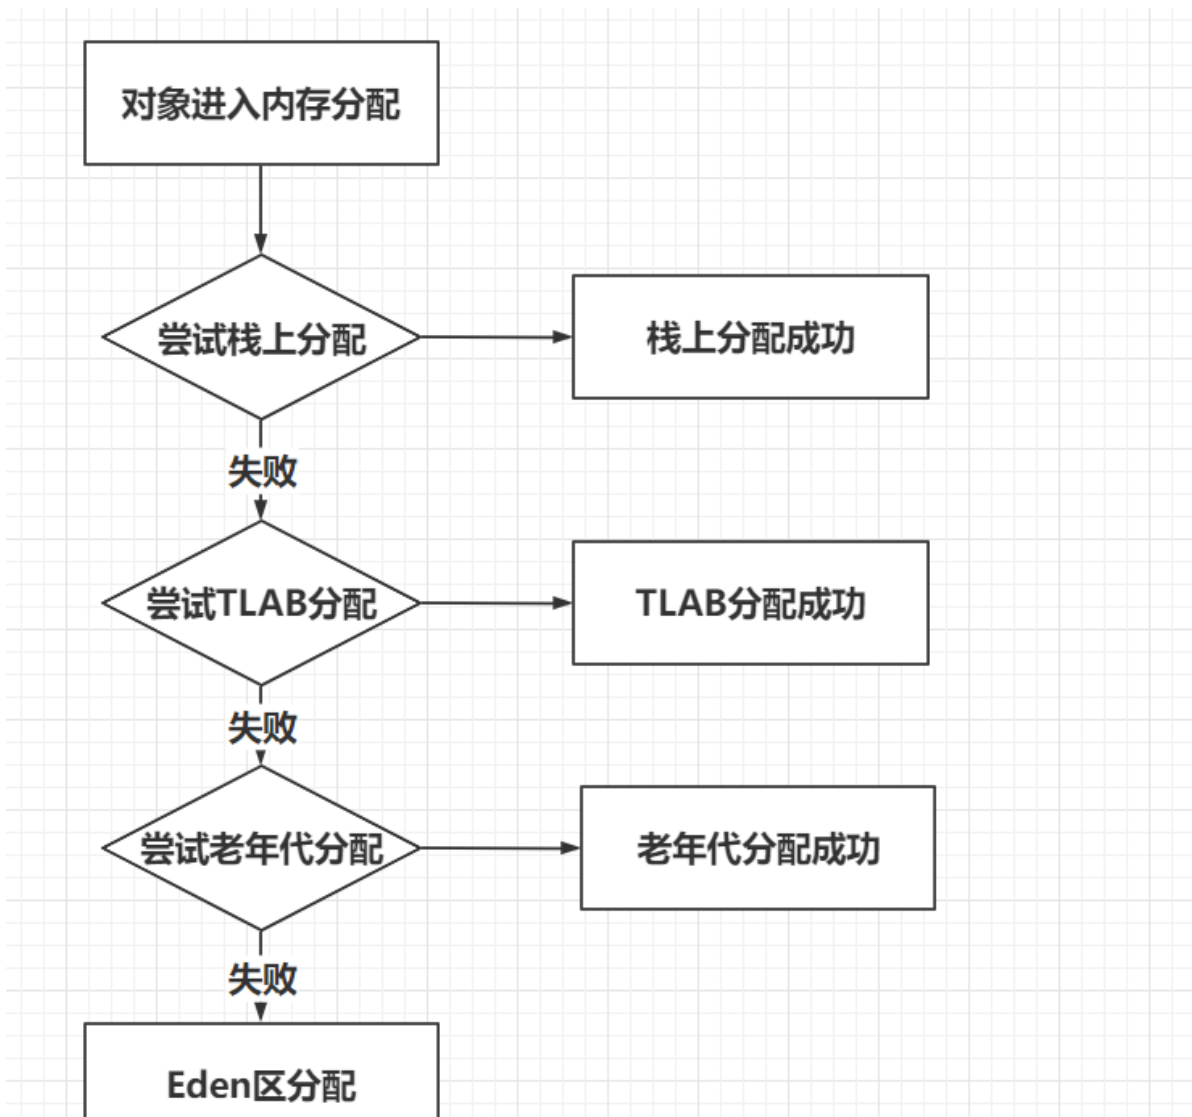 对象进入内存分配
尝试栈上分配
栈上分配成功
失败
尝试TLAB分配
TLAB分配成功
失败
尝试老年代分配
老年代分配成功
失败
Eden区分配